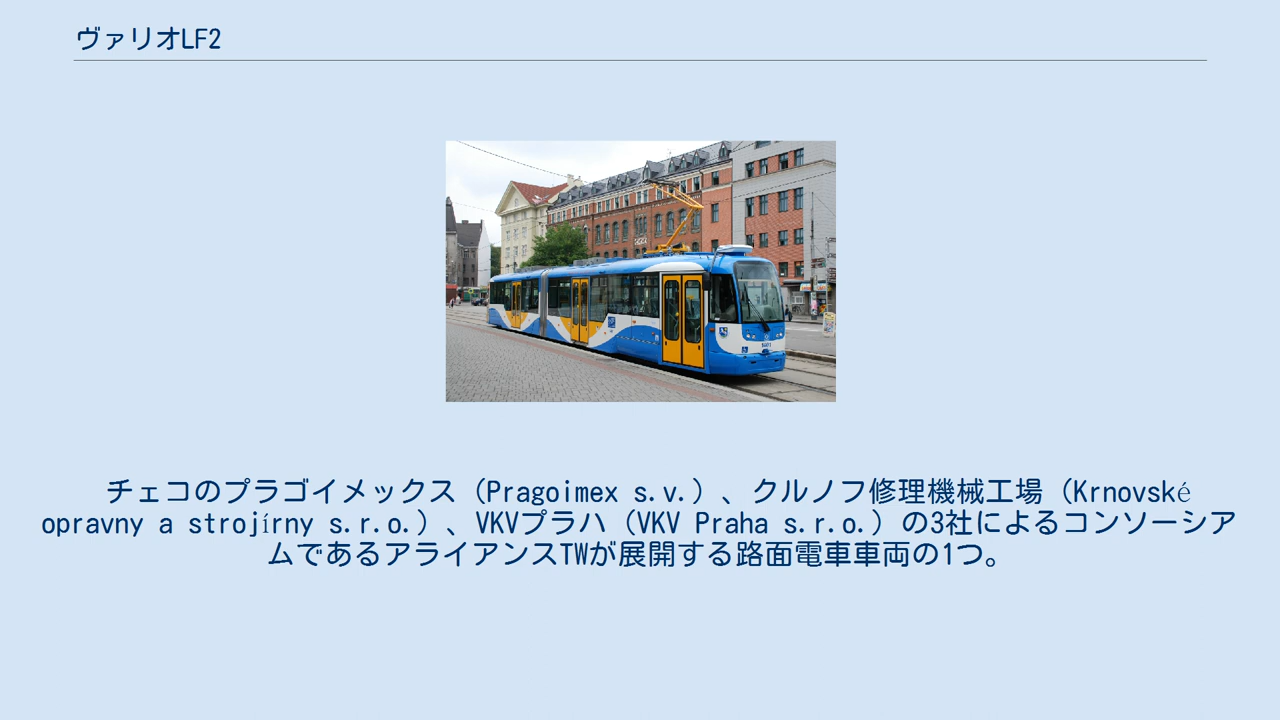 ヴァリオLF2
チェコのプラゴイメックス（Pragoimex s.v.）、クルノフ修理機械工場（Krnovské
opravny a strojírny s.r.o.）、VKVプラハ（VKV Praha s.r.o.）の3社によるコンソーシア
ムであるアライアンスTWが展開する路面電車車両の1つ。